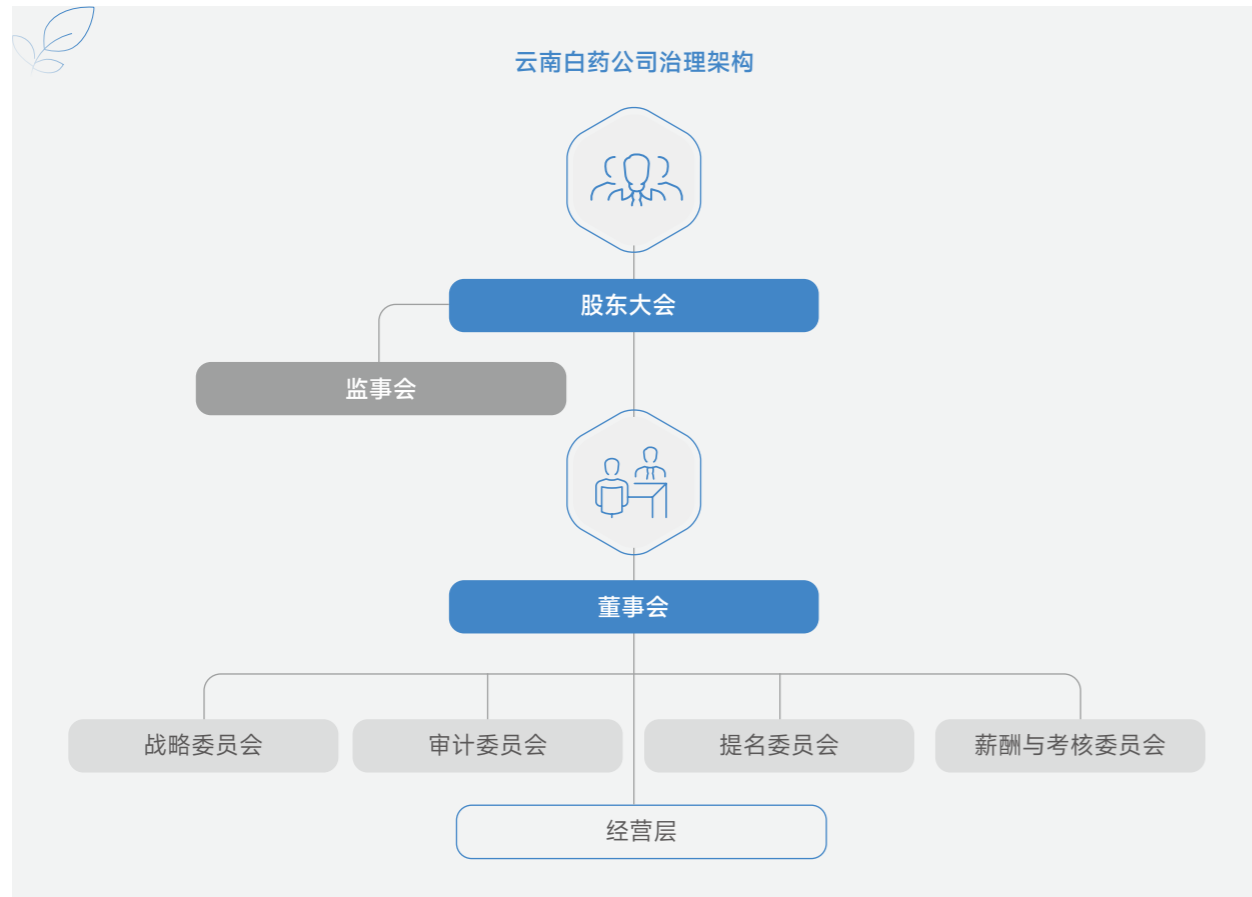 云南白药公司治理架构
股东大会
监事会
董事会
战略委员会
审计委员会
提名委员会
薪酬与考核委员会
经营层